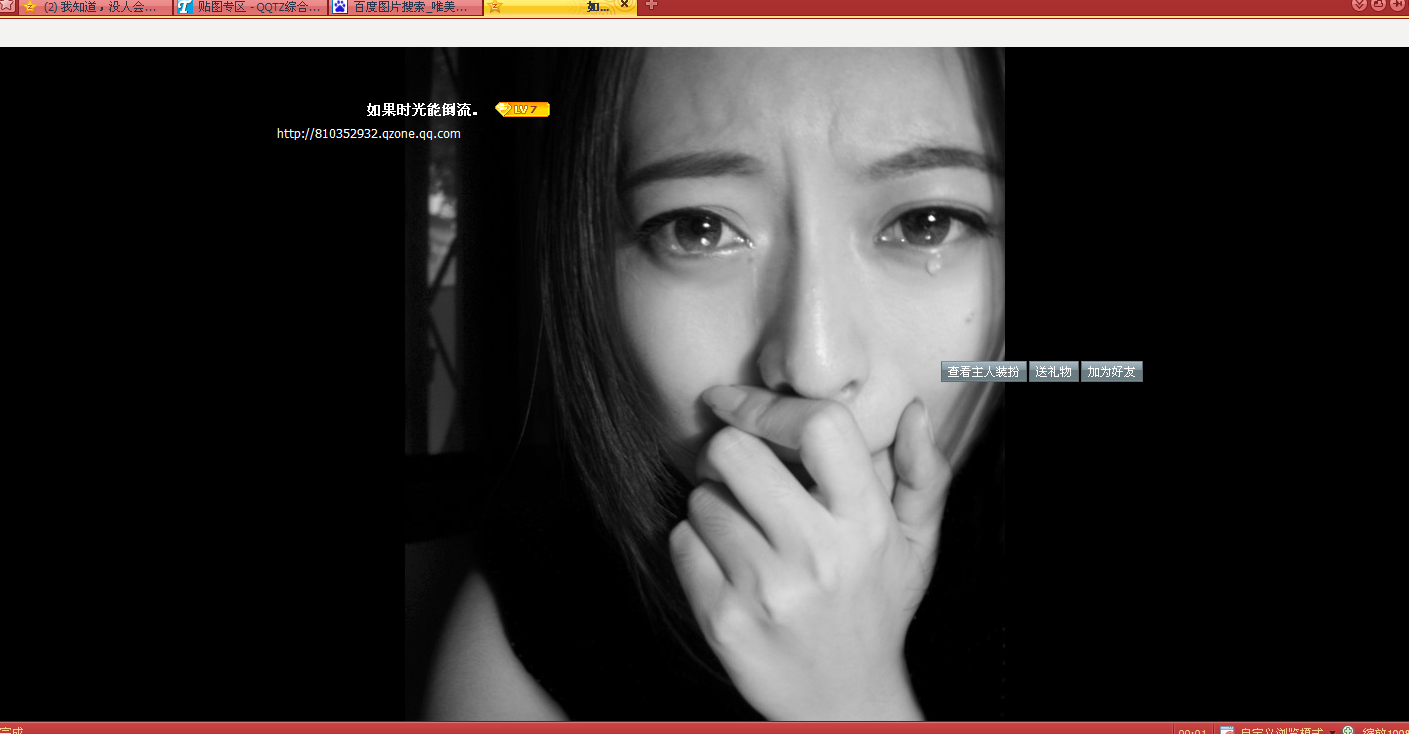 (2) 我知道，没人会...
贴图专区 - QQTZ综合...
百度图片搜索_唯美...
如...
如果时光能倒流。 LV7
http://810352932.qzone.qq.com
查看主人装扮 送礼物 加为好友
完成
00:01 自定义浏览模式